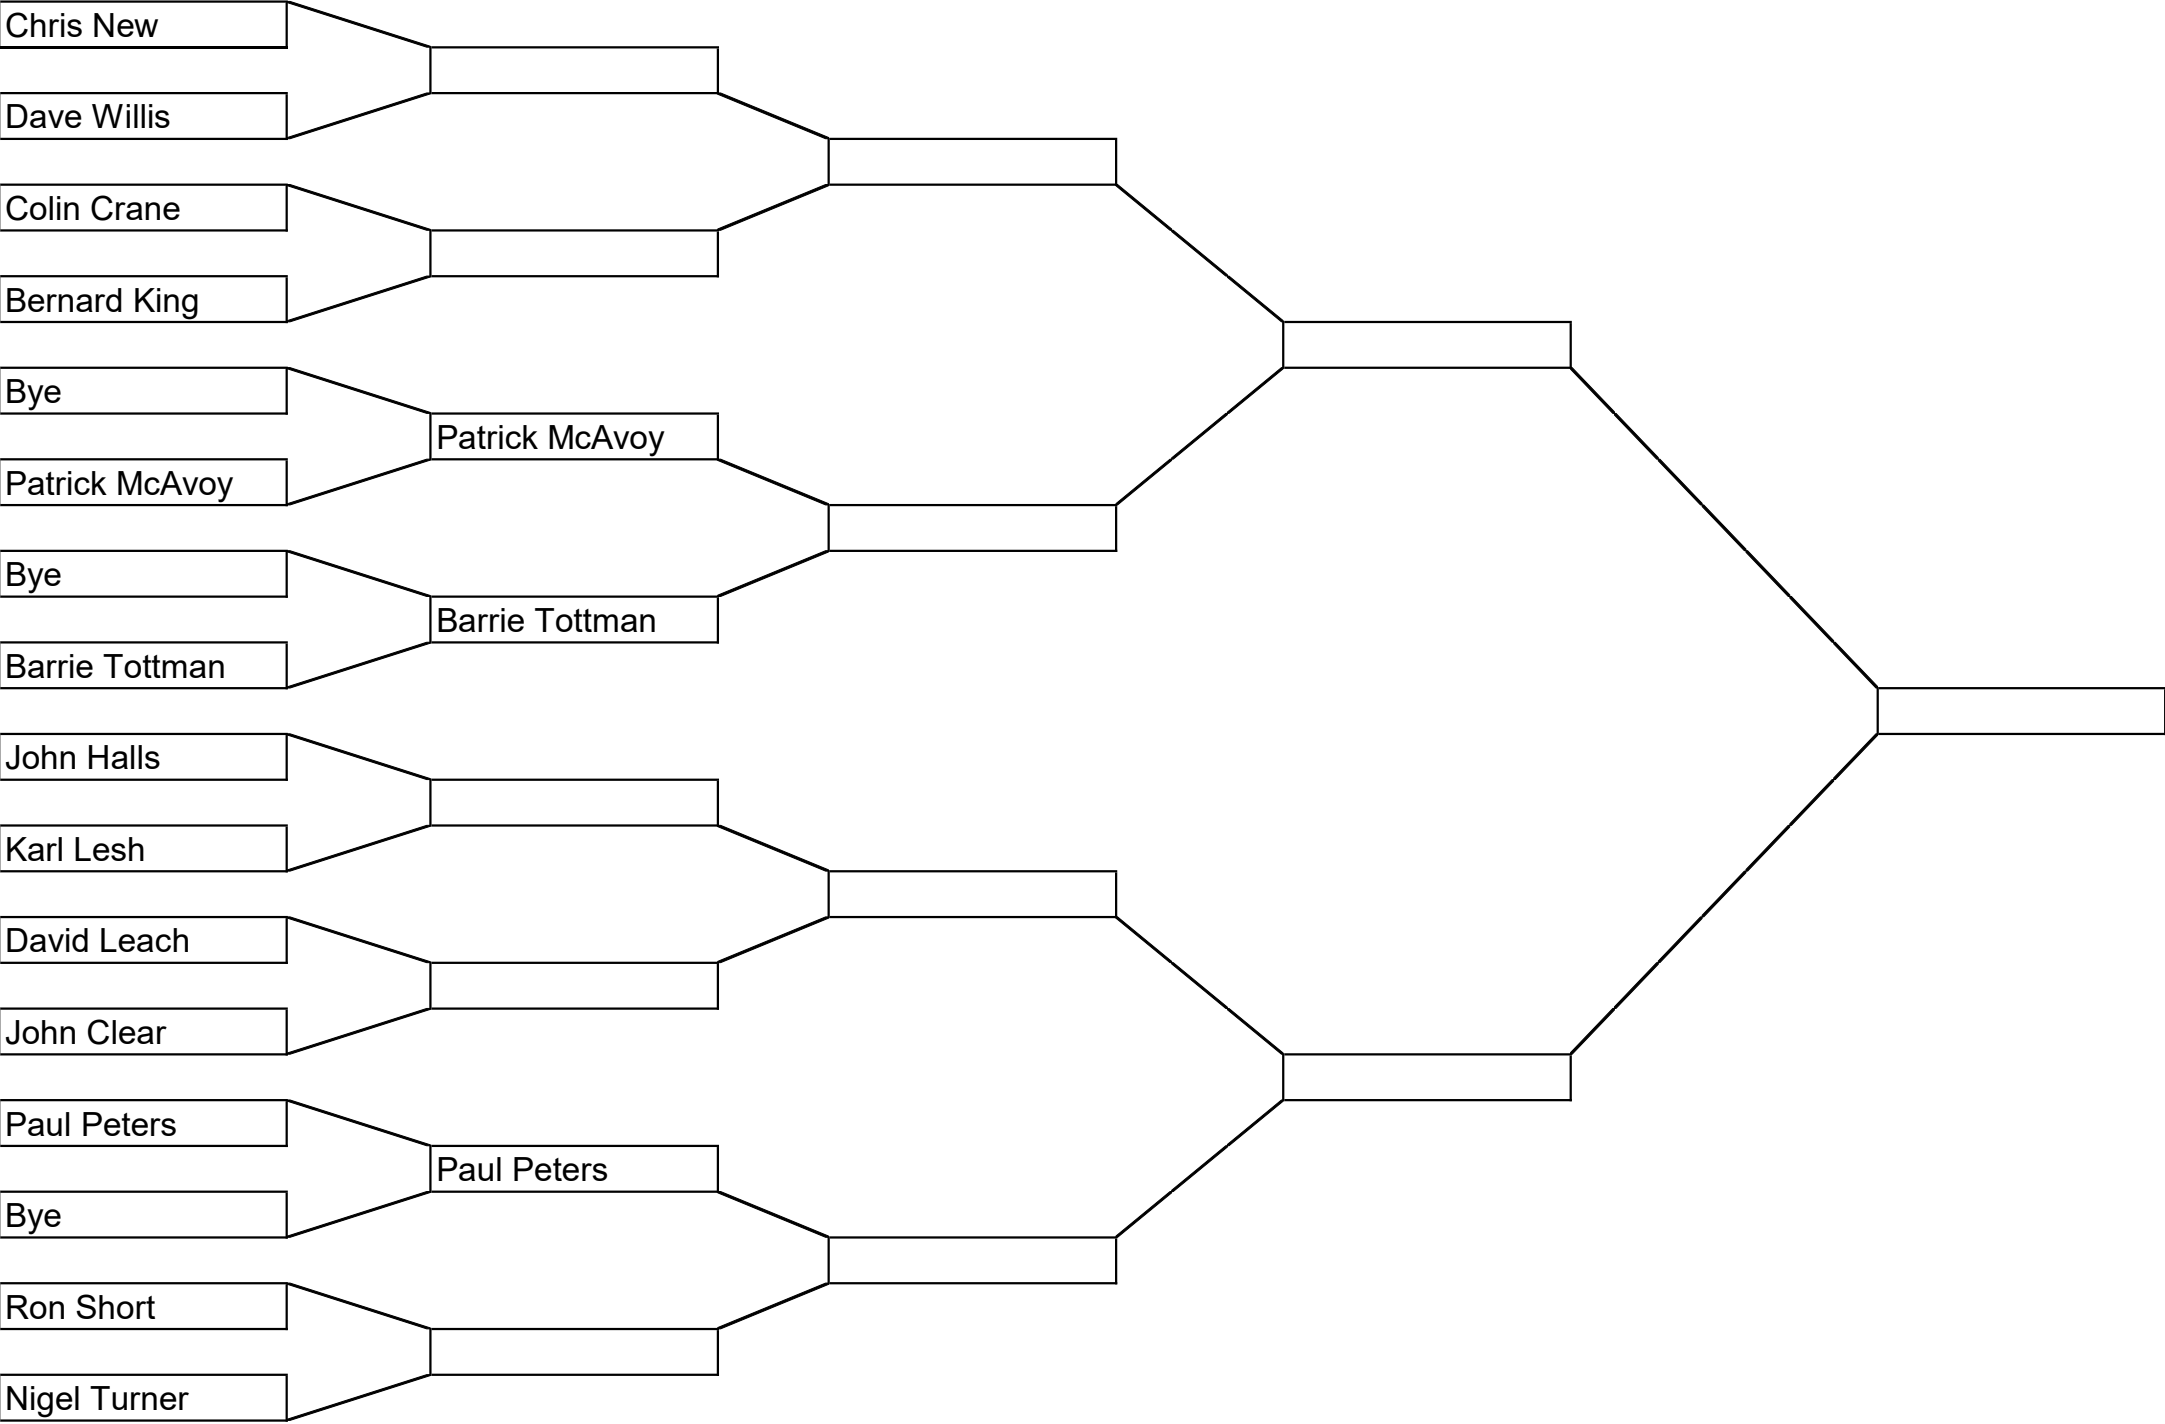 Chris New
Dave Willis
Colin Crane
Bernard King
Bye
Patrick McAvoy
Patrick McAvoy
Bye
Barrie Tottman
Barrie Tottman
John Halls
Karl Lesh
David Leach
John Clear
Paul Peters
Paul Peters
Bye
Ron Short
Nigel Turner